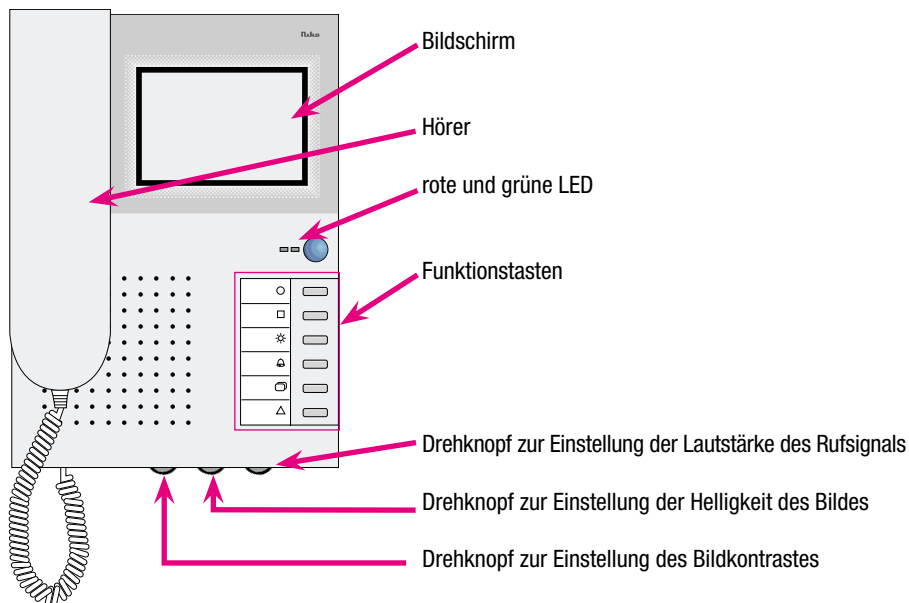 Niko
Bildschirm
Hörer
rote und grüne LED
Funktionstasten
Drehknopf zur Einstellung der Lautstärke des Rufsignals
Drehknopf zur Einstellung der Helligkeit des Bildes
Drehknopf zur Einstellung des Bildkontrastes